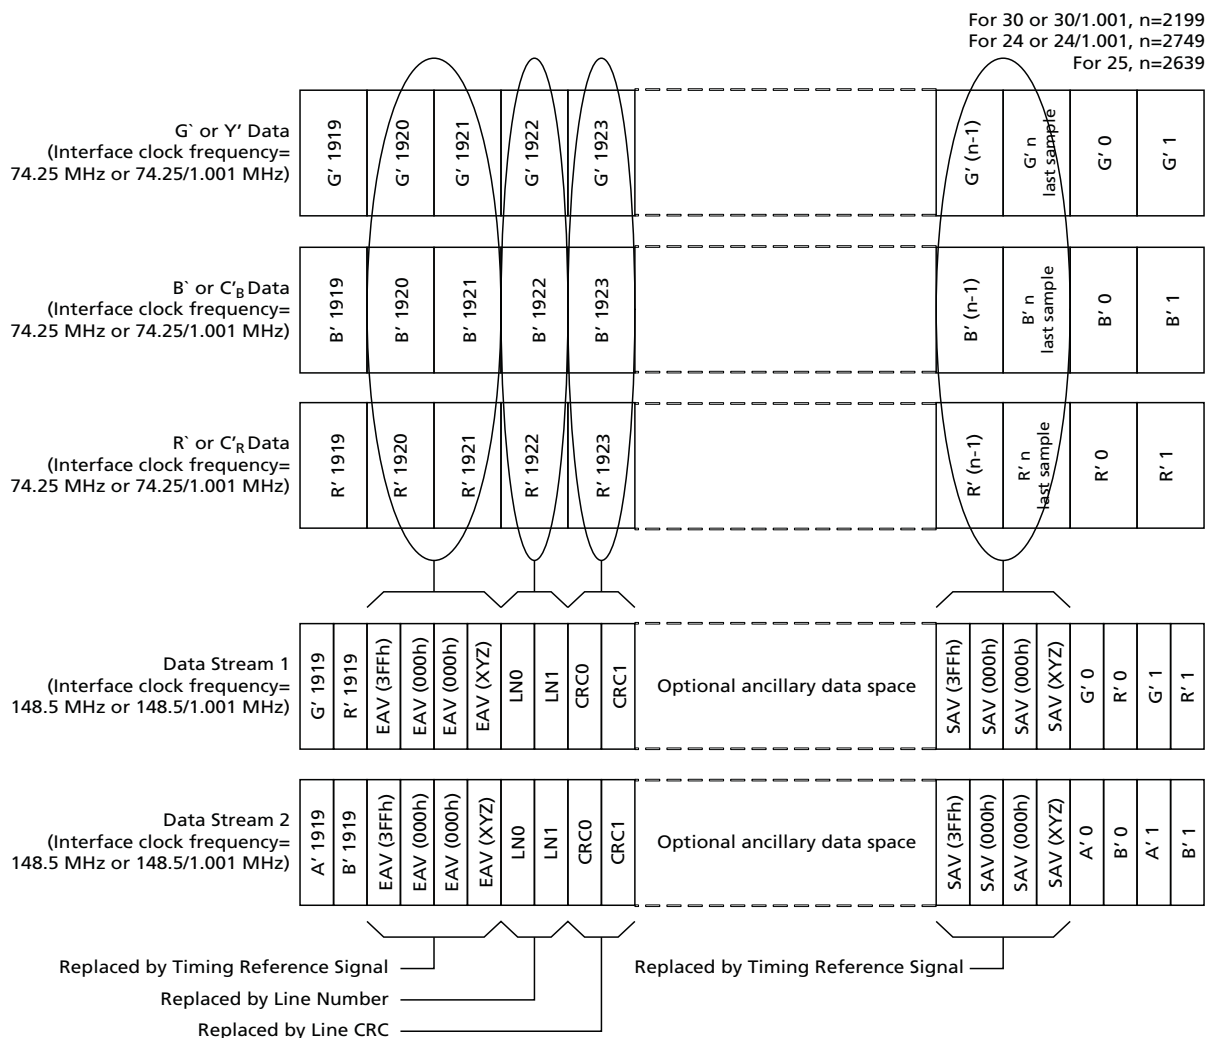 For 30 or 30/1.001, n=2199
For 24 or 24/1.001, n=2749
For 25, n=2639
G` or Y′ Data
(Interface clock frequency=
74.25 MHz or 74.25/1.001 MHz)
G′ 1919
G′ 1920
G′ 1921
G′ 1922
G′ 1923
G′ (n-1)
G′ n
last sample
G′ 0
G′ 1
B` or C′B Data
(Interface clock frequency=
74.25 MHz or 74.25/1.001 MHz)
B′ 1919
B′ 1920
B′ 1921
B′ 1922
B′ 1923
B′ (n-1)
B′ n
last sample
B′ 0
B′ 1
R` or C′R Data
(Interface clock frequency=
74.25 MHz or 74.25/1.001 MHz)
R′ 1919
R′ 1920
R′ 1921
R′ 1922
R′ 1923
R′ (n-1)
R′ n
last sample
R′ 0
R′ 1
Data Stream 1
(Interface clock frequency=
148.5 MHz or 148.5/1.001 MHz)
G′ 1919
R′ 1919
EAV (3FFh)
EAV (000h)
EAV (000h)
EAV (XYZ)
LN0
LN1
CRC0
CRC1
Optional ancillary data space
SAV (3FFh)
SAV (000h)
SAV (000h)
SAV (XYZ)
G′ 0
R′ 0
G′ 1
R′ 1
Data Stream 2
(Interface clock frequency=
148.5 MHz or 148.5/1.001 MHz)
A′ 1919
B′ 1919
EAV (3FFh)
EAV (000h)
EAV (000h)
EAV (XYZ)
LN0
LN1
CRC0
CRC1
Optional ancillary data space
SAV (3FFh)
SAV (000h)
SAV (000h)
SAV (XYZ)
A′ 0
B′ 0
A′ 1
B′ 1
Replaced by Timing Reference Signal
Replaced by Timing Reference Signal
Replaced by Line Number
Replaced by Line CRC